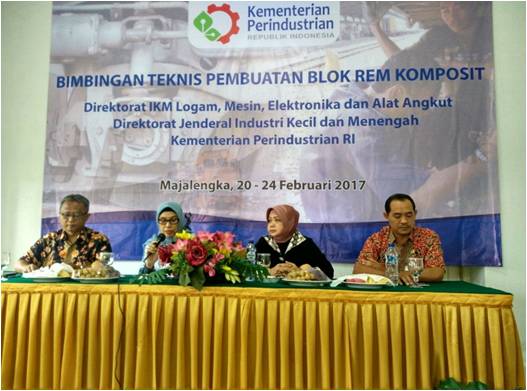 Kementerian
Perindustrian
REPUBLIK INDONESIA
BIMBINGAN TEKNIS PEMBUATAN BLOK REM KOMPOSIT
Direktorat IKM Logam, Mesin, Elektronika dan Alat Angkut
Direktorat Jenderal Industri Kecil dan Menengah
Kementerian Perindustrian RI
Majalengka, 20 - 24 Februari 2017